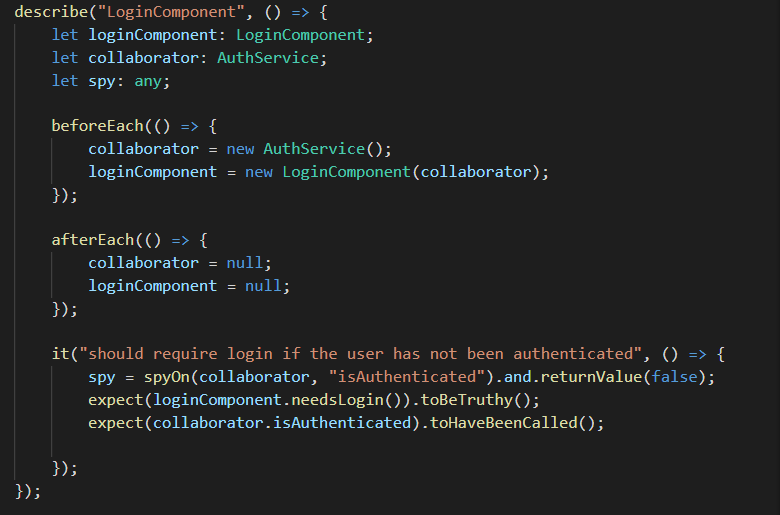 describe("LoginComponent", () => {
    let loginComponent: LoginComponent;
    let collaborator: AuthService;
    let spy: any;

    beforeEach(() => {
        collaborator = new AuthService();
        loginComponent = new LoginComponent(collaborator);
    });

    afterEach(() => {
        collaborator = null;
        loginComponent = null;
    });

    it("should require login if the user has not been authenticated", () => {
        spy = spyOn(collaborator, "isAuthenticated").and.returnValue(false);
        expect(loginComponent.needsLogin()).toBeTruthy();
        expect(collaborator.isAuthenticated).toHaveBeenCalled();

    });
});